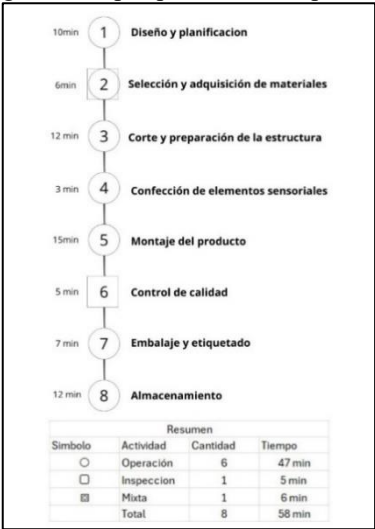 10min 1 Diseño y planificacion
6min 2 Selección y adquisición de materiales
12 min 3 Corte y preparación de la estructura
3 min 4 Confección de elementos sensoriales
15min 5 Montaje del producto
5 min 6 Control de calidad
7 min 7 Embalaje y etiquetado
12 min 8 Almacenamiento
Resumen
Simbolo Actividad Cantidad Tiempo
Operación 6 47 min
Inspeccion 1 5 min
Mixta 1 6 min
Total 8 58 min